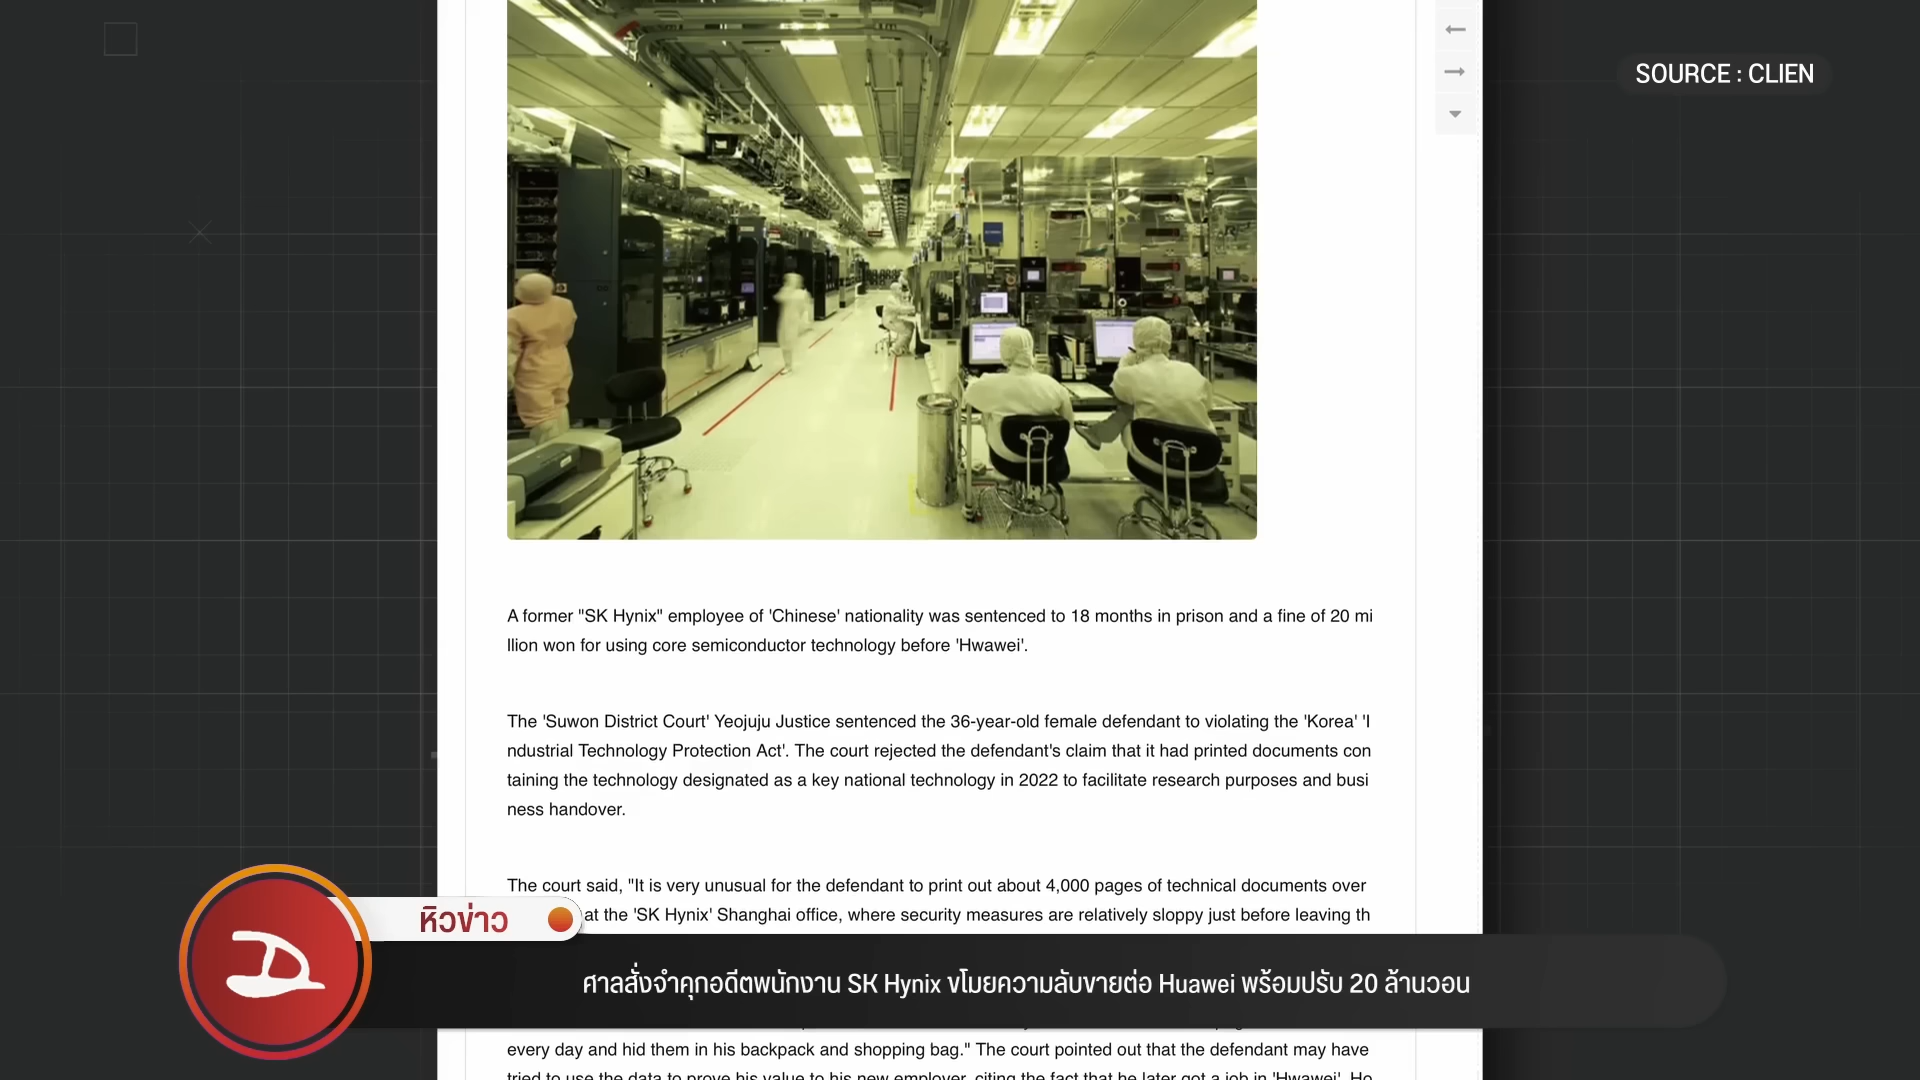 SOURCE : CLIEN
A former "SK Hynix" employee of 'Chinese' nationality was sentenced to 18 months in prison and a fine of 20 mi
llion won for using core semiconductor technology before 'Hwawei'.
The 'Suwon District Court' Yeojuju Justice sentenced the 36-year-old female defendant to violating the 'Korea' 'I
ndustrial Technology Protection Act'. The court rejected the defendant's claim that it had printed documents con
taining the technology designated as a key national technology in 2022 to facilitate research purposes and busi
ness handover.
The court said, "It is very unusual for the defendant to print out about 4,000 pages of technical documents over
at the 'SK Hynix' Shanghai office, where security measures are relatively sloppy just before leaving th
หิวข่าว
ศาลสั่งจำคุกอดีตพนักงาน SK Hynix ขโมยความลับขายต่อ Huawei พร้อมปรับ 20 ล้านวอน
every day and hid them in his backpack and shopping bag." The court pointed out that the defendant may have
tried to use the data to prove his value to his new employer, citing the fact that he later got a job in 'Hwawei'. Ho